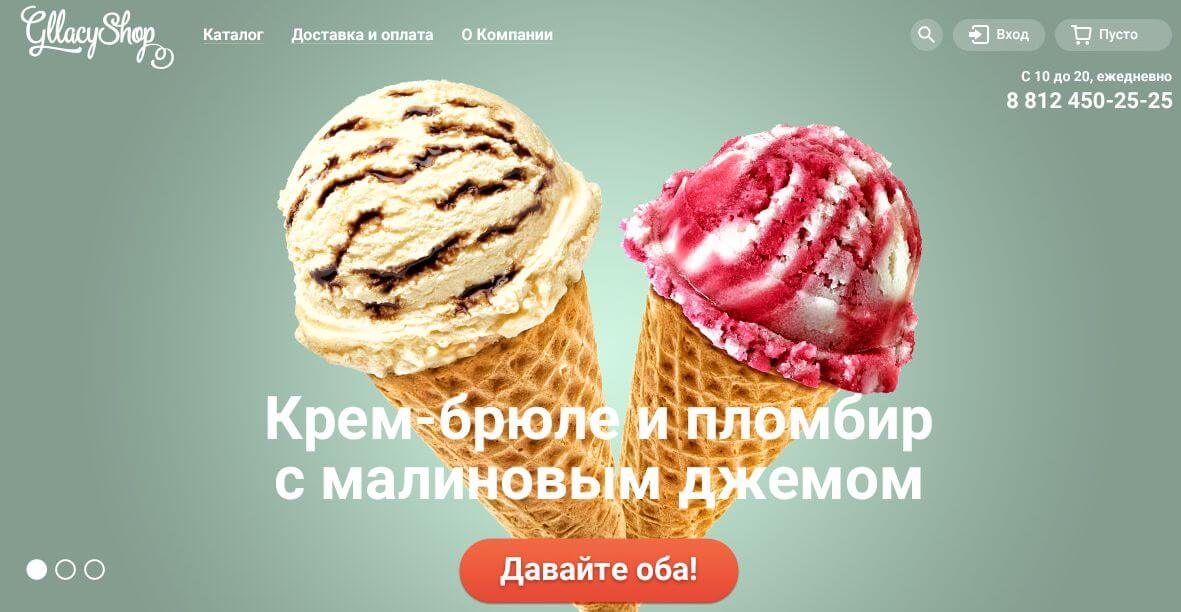 GllacyShop
Каталог Доставка и оплата О Компании
Вход Пусто
С 10 до 20, ежедневно
8 812 450-25-25
Крем-брюле и пломбир
с малиновым джемом
Давайте оба!